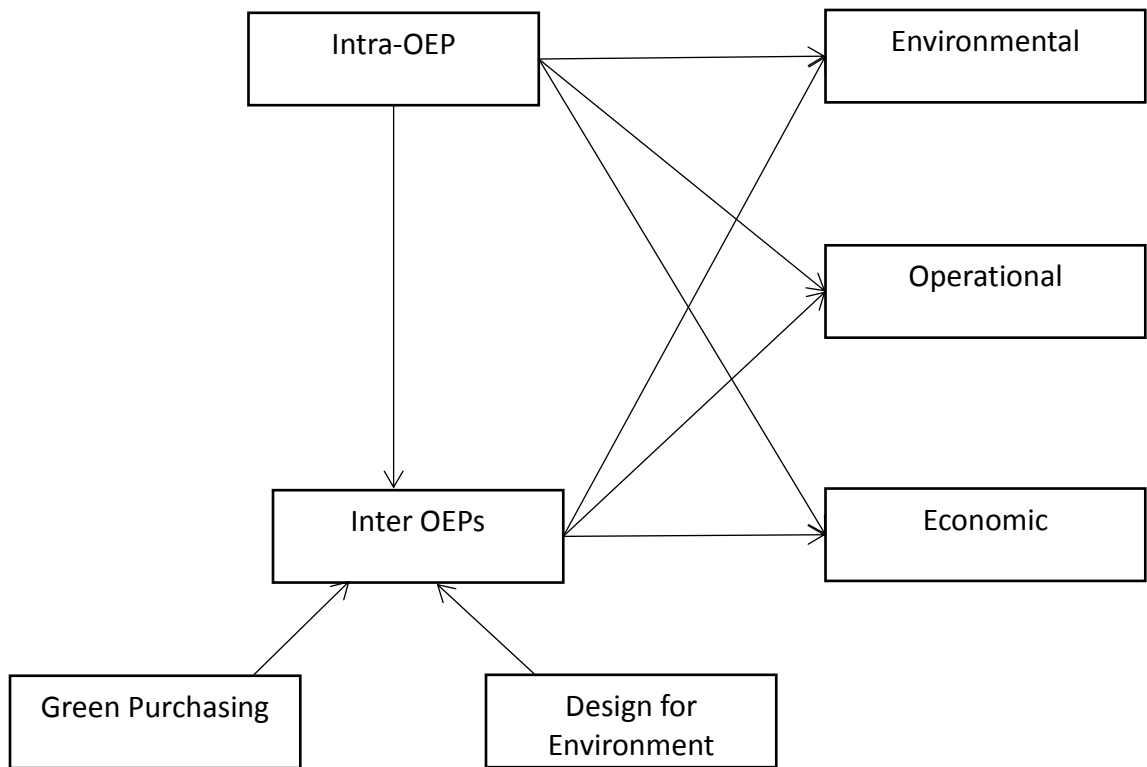 Intra-OEP
Environmental
Operational
Inter OEPs
Economic
Green Purchasing
Design for
Environment